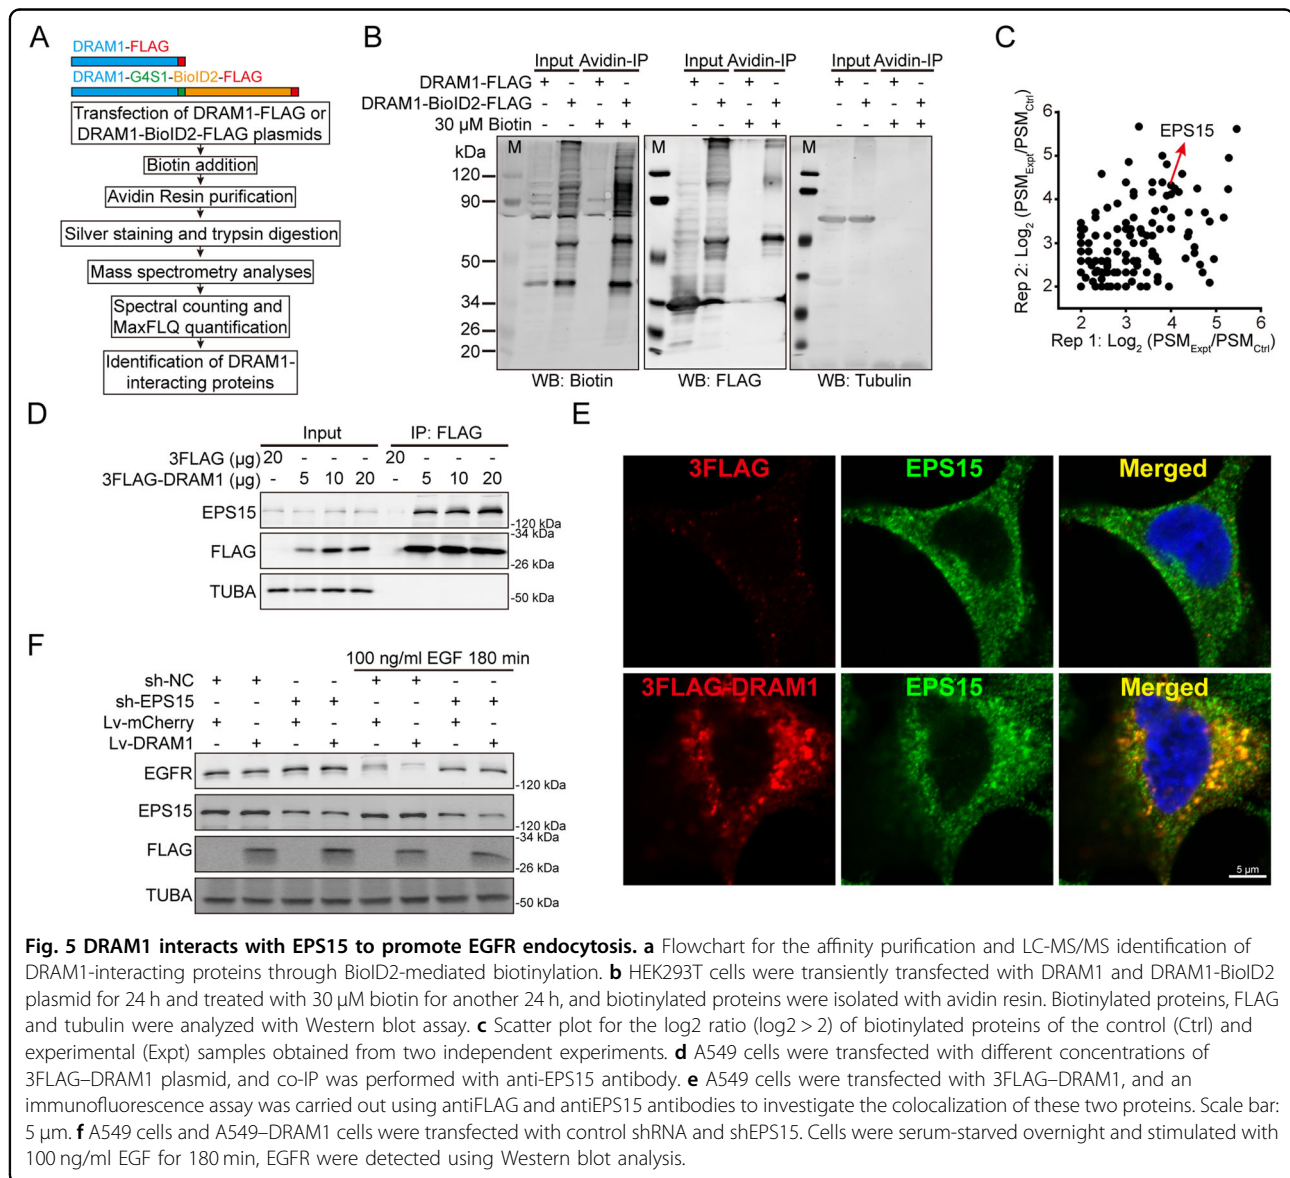 A
DRAM1-FLAG
DRAM1-G4S1-BioID2-FLAG
Transfection of DRAM1-FLAG or
DRAM1-BioID2-FLAG plasmids
Biotin addition
Avidin Resin purification
Silver staining and trypsin digestion
Mass spectrometry analyses
Spectral counting and
MaxFLQ quantification
Identification of DRAM1-
interacting proteins
B
Input Avidin-IP Input Avidin-IP Input Avidin-IP
DRAM1-FLAG + - + - + - + - + - + -
DRAM1-BioID2-FLAG - + - + - + - + - + - +
30 µM Biotin - - + + - - + + - - + +
kDa M M M
120
90
50
34
26
20
WB: Biotin WB: FLAG WB: Tubulin
C
Rep 2: Log2 (PSMExpt/PSMCtrl)
6
5
4
3
2
EPS15
2 3 4 5 6
Rep 1: Log2 (PSMExpt/PSMCtrl)
D
Input IP: FLAG
3FLAG (µg) 20 - - - 20 - - -
3FLAG-DRAM1 (µg) - 5 10 20 - 5 10 20
EPS15 -120 kDa
-34 kDa
FLAG
-26 kDa
TUBA -50 kDa
E
3FLAG EPS15 Merged
3FLAG-DRAM1 EPS15 Merged
5 µm
F
100 ng/ml EGF 180 min
sh-NC + + - - + + - -
sh-EPS15 - - + + - - + +
Lv-mCherry + - + - + - + -
Lv-DRAM1 - + - + - + - +
EGFR
-120 kDa
EPS15
-120 kDa
-34 kDa
FLAG
-26 kDa
TUBA -50 kDa
Fig. 5 DRAM1 interacts with EPS15 to promote EGFR endocytosis. a Flowchart for the affinity purification and LC-MS/MS identification of
DRAM1-interacting proteins through BioID2-mediated biotinylation. b HEK293T cells were transiently transfected with DRAM1 and DRAM1-BioID2
plasmid for 24 h and treated with 30 µM biotin for another 24 h, and biotinylated proteins were isolated with avidin resin. Biotinylated proteins, FLAG
and tubulin were analyzed with Western blot assay. c Scatter plot for the log2 ratio (log2 > 2) of biotinylated proteins of the control (Ctrl) and
experimental (Expt) samples obtained from two independent experiments. d A549 cells were transfected with different concentrations of
3FLAG–DRAM1 plasmid, and co-IP was performed with anti-EPS15 antibody. e A549 cells were transfected with 3FLAG–DRAM1, and an
immunofluorescence assay was carried out using antiFLAG and antiEPS15 antibodies to investigate the colocalization of these two proteins. Scale bar:
5 µm. f A549 cells and A549–DRAM1 cells were transfected with control shRNA and shEPS15. Cells were serum-starved overnight and stimulated with
100 ng/ml EGF for 180 min, EGFR were detected using Western blot analysis.